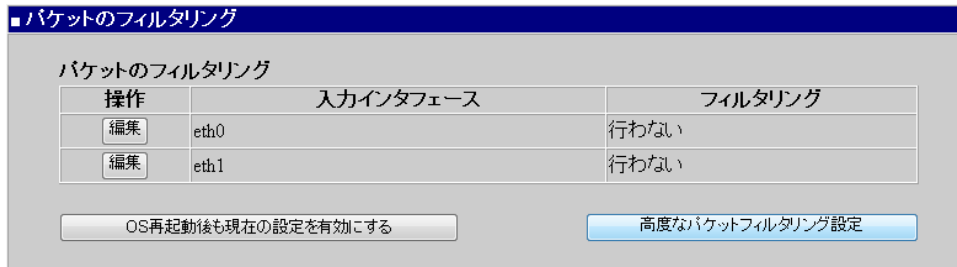 ■パケットのフィルタリング
パケットのフィルタリング
操作 入力インタフェース フィルタリング
編集 eth0 行わない
編集 eth1 行わない
OS再起動後も現在の設定を有効にする 高度なパケットフィルタリング設定